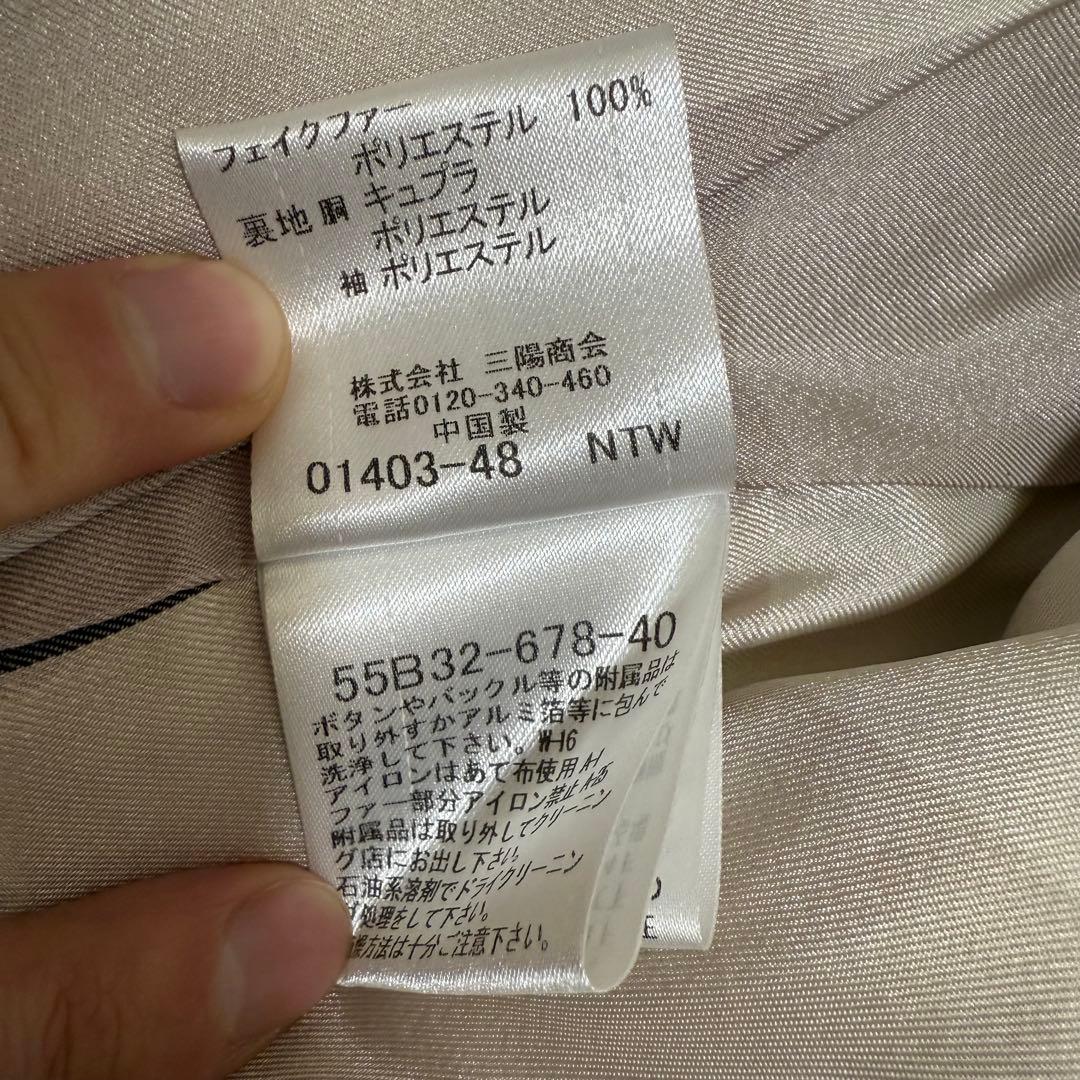 フェイクファー
ポリエステル 100%
裏地 胴 キュプラ
ポリエステル
袖 ポリエステル
株式会社 三陽商会
電話0120-340-460
中国製
01403-48 NTW
55B32-678-40
ボタンやバックル等の附属品は
取り外すかアルミ箔等に包んで
洗浄して下さい。W-16
アイロンはあて布使用 A-1
ファー部分アイロン禁止
附属品は取り外してクリーニン
グ店にお出し下さい。
石油系溶剤でドライクリーニン
処理をして下さい。
方法は十分ご注意下さい。
E